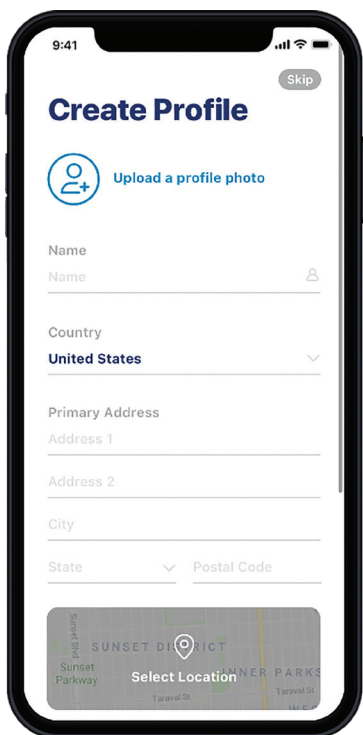 9:41
Skip
Create Profile
Upload a profile photo
Name
Name
Country
United States
Primary Address
Address 1
Address 2
City
State
Postal Code
Sunset Blvd
SUNSET DISTRICT
Sunset
Parkway
Select Location
INNER PARKS
Taraval St
Taraval St
WES